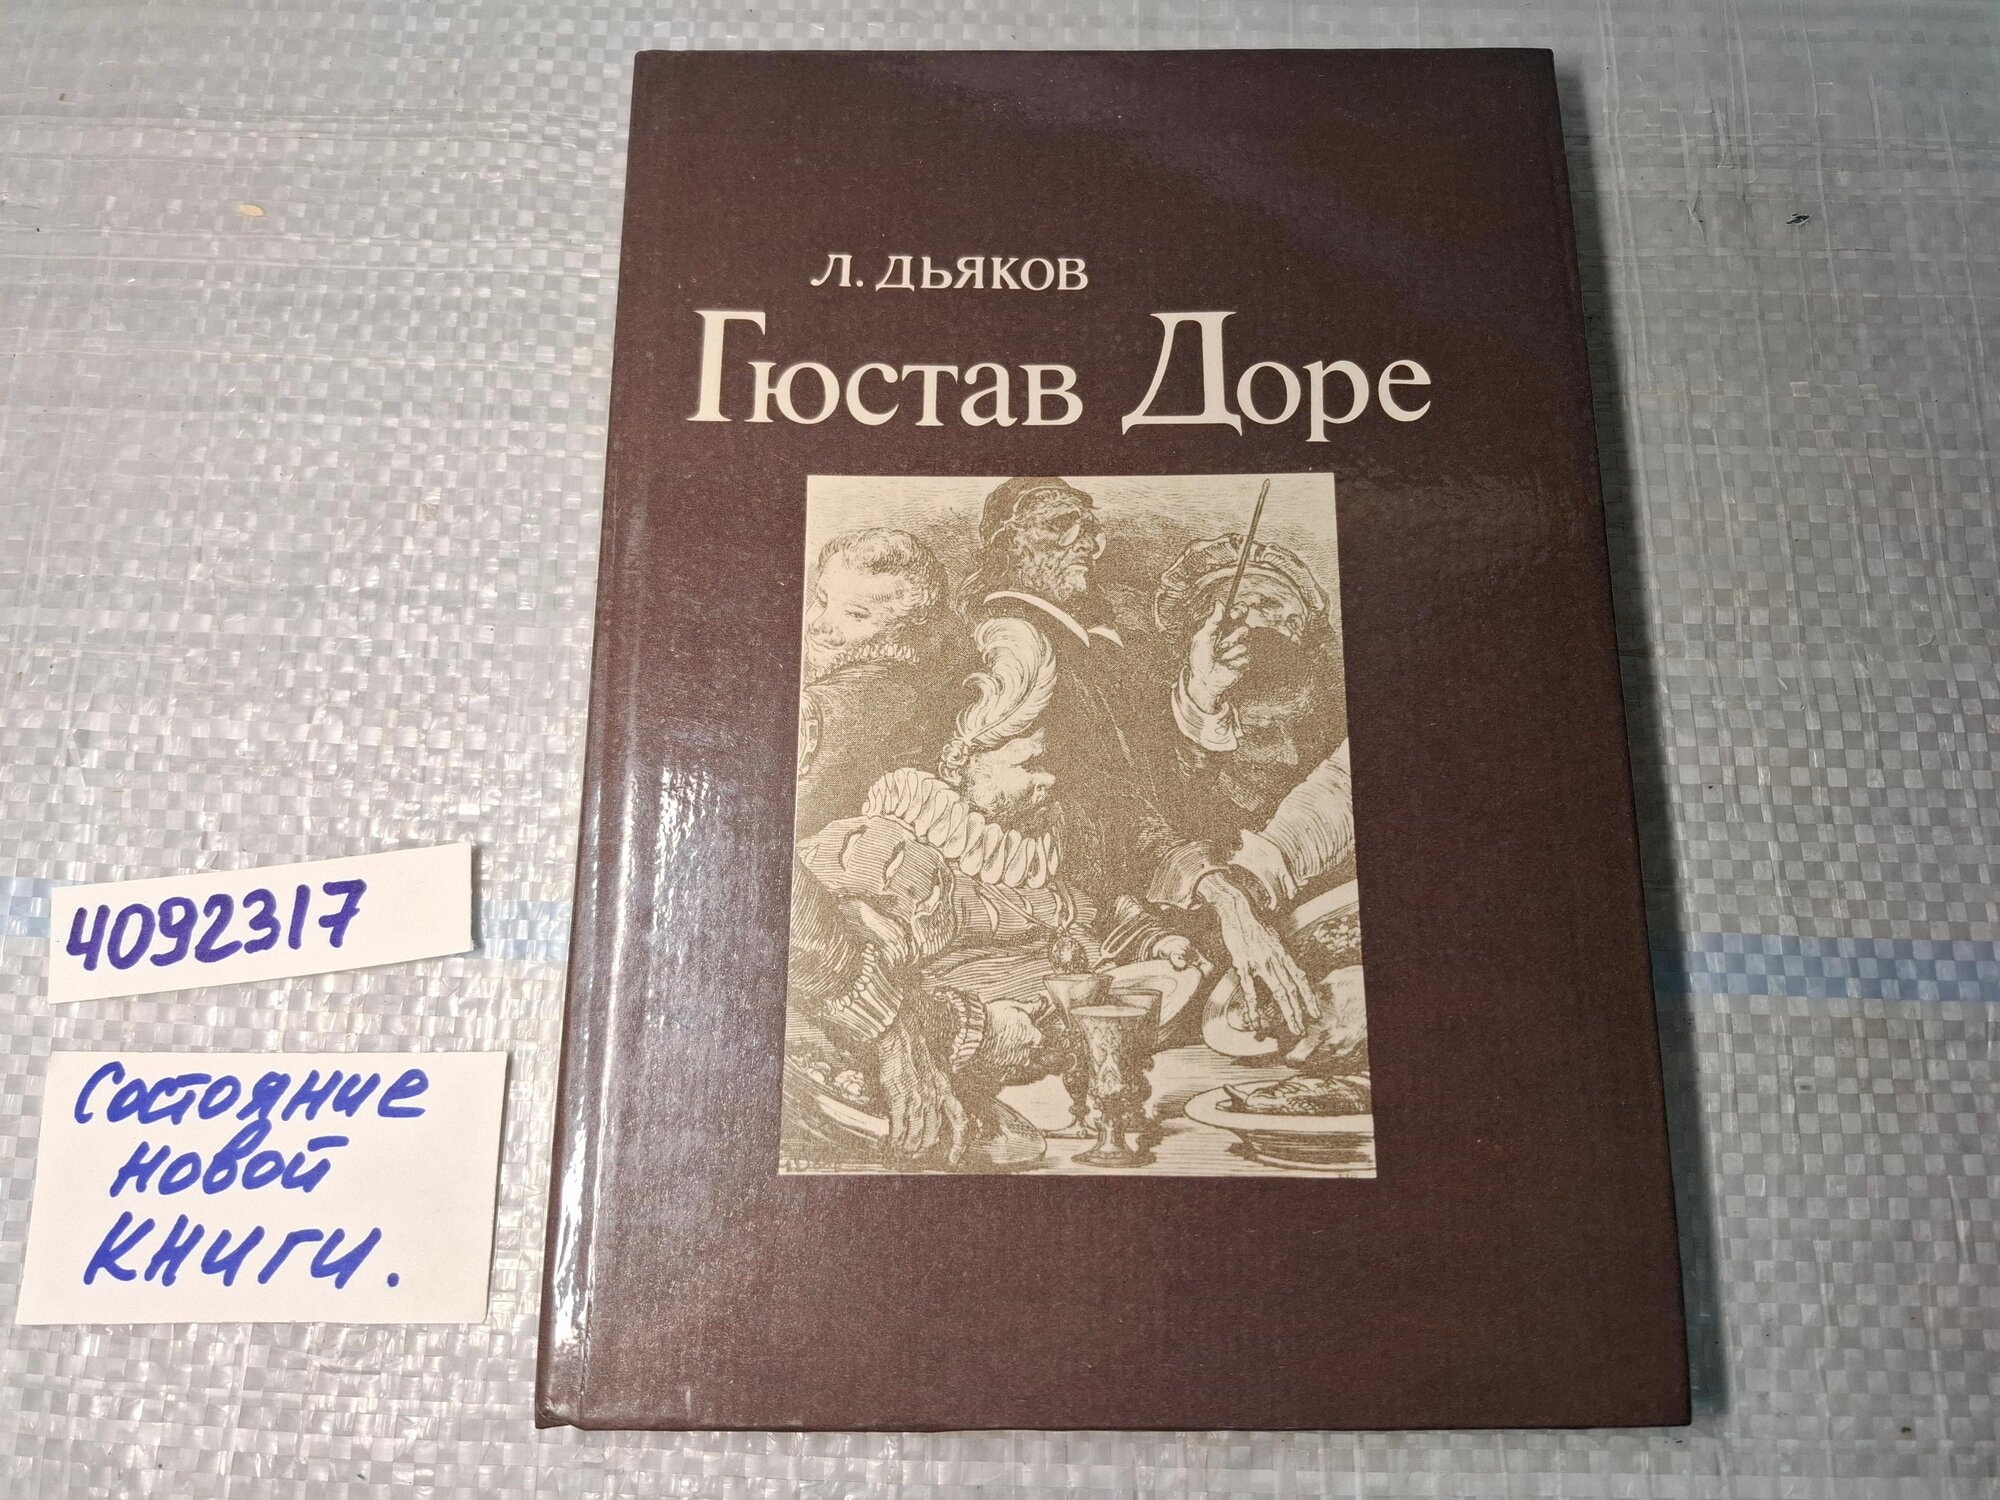 Л. ДЬЯКОВ
Гюстав Доре
4092317
Состояние
новой
книги.